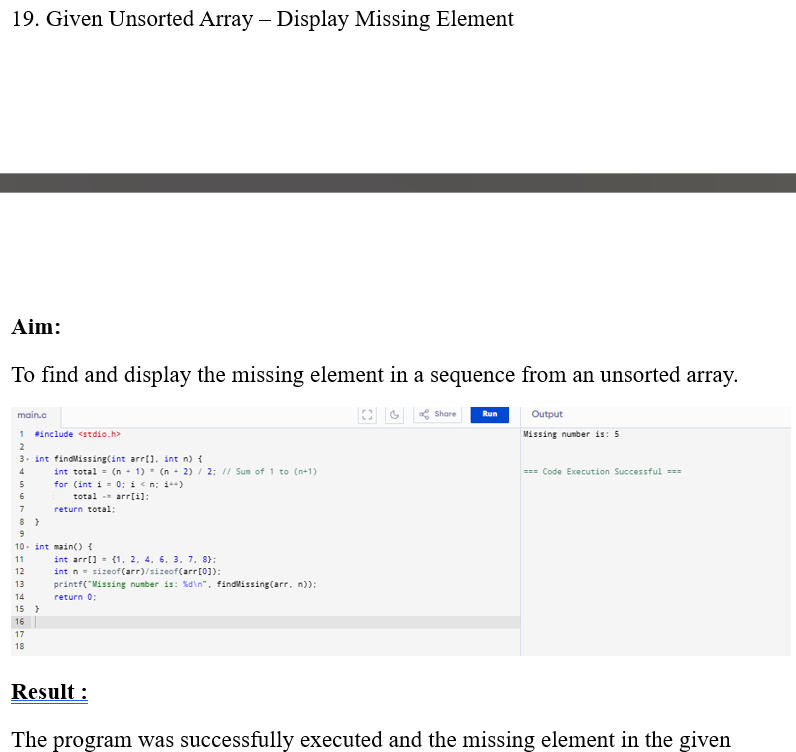 19. Given Unsorted Array – Display Missing Element
Aim:
To find and display the missing element in a sequence from an unsorted array.
main.c
Share
Run
Output
1 #include <stdio.h>
2
3 int findMissing(int arr[], int n) {
4 int total = (n + 1) * (n + 2) / 2; // Sum of 1 to (n+1)
5 for (int i = 0; i < n; i++)
6 total -= arr[i];
7 return total;
8 }
9
10 int main() {
11 int arr[] = {1, 2, 4, 6, 3, 7, 8};
12 int n = sizeof(arr)/sizeof(arr[0]);
13 printf("Missing number is: %d\n", findMissing(arr, n));
14 return 0;
15 }
16
17
18
Missing number is: 5
=== Code Execution Successful ===
Result :
The program was successfully executed and the missing element in the given